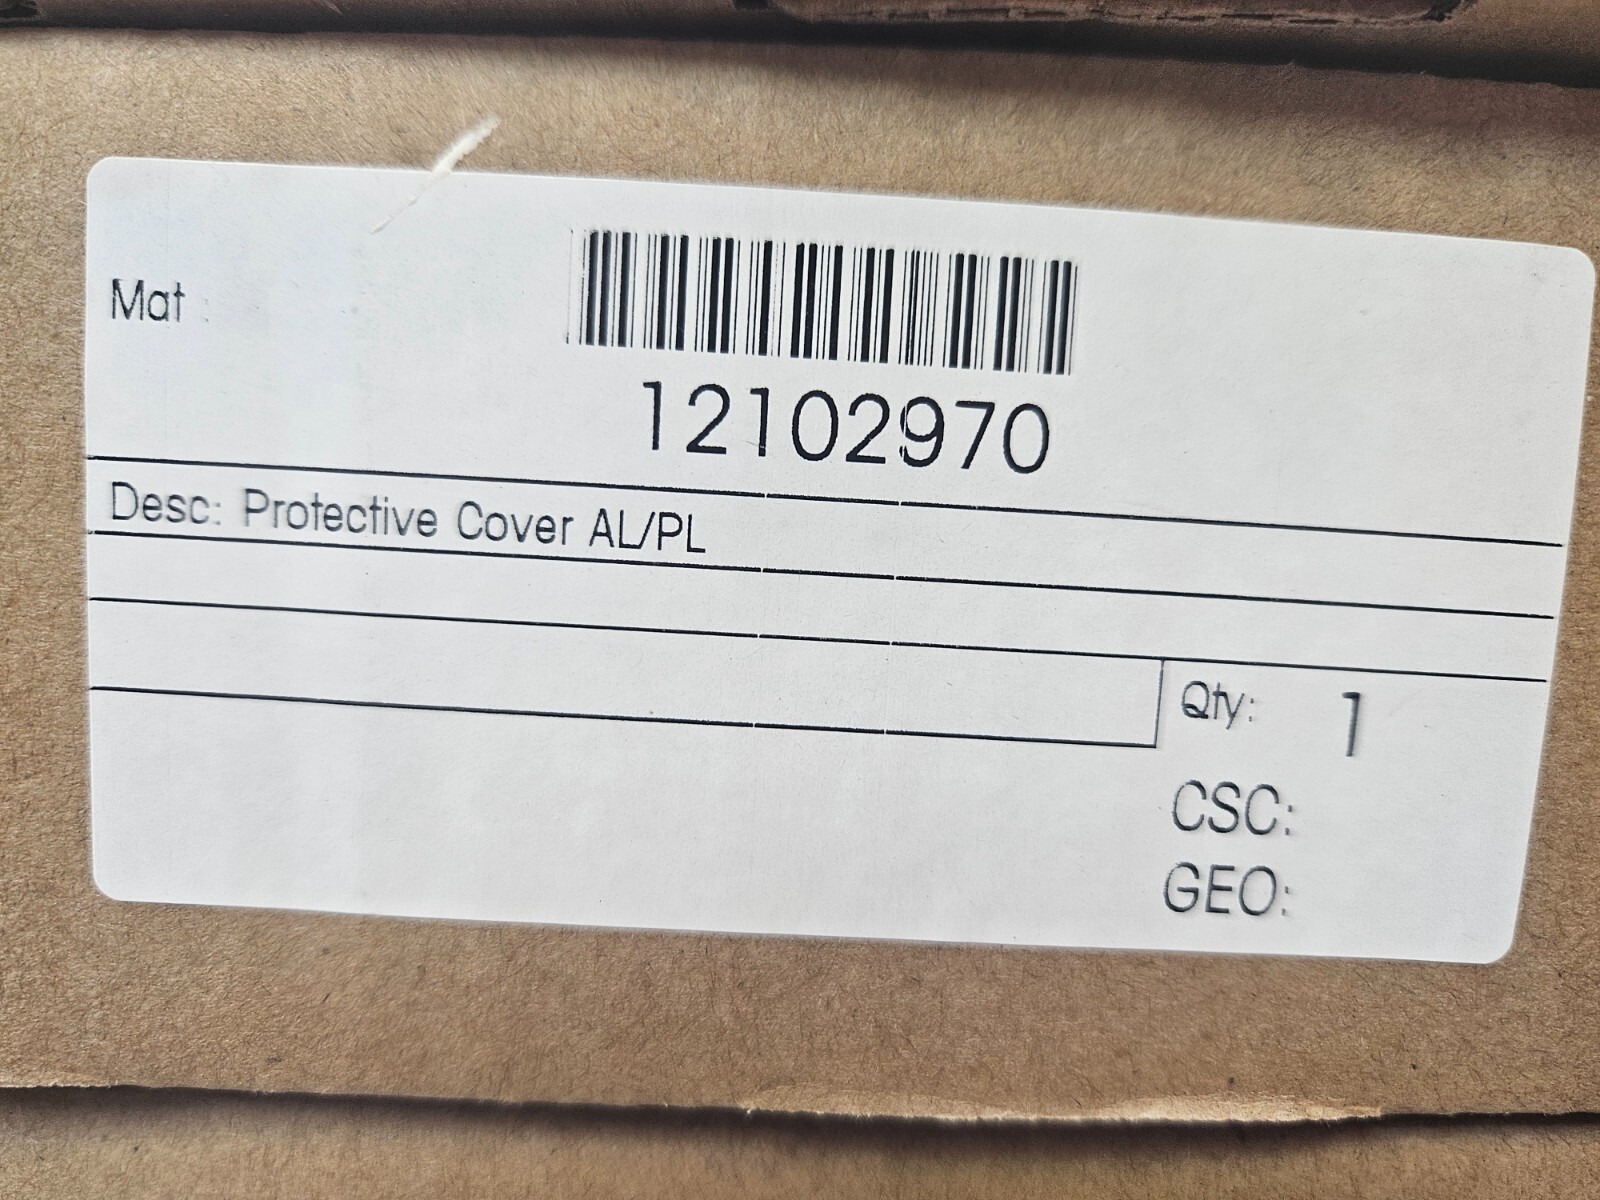 Mat :
12102970
Desc: Protective Cover AL/PL
Qty: 1
CSC:
GEO: